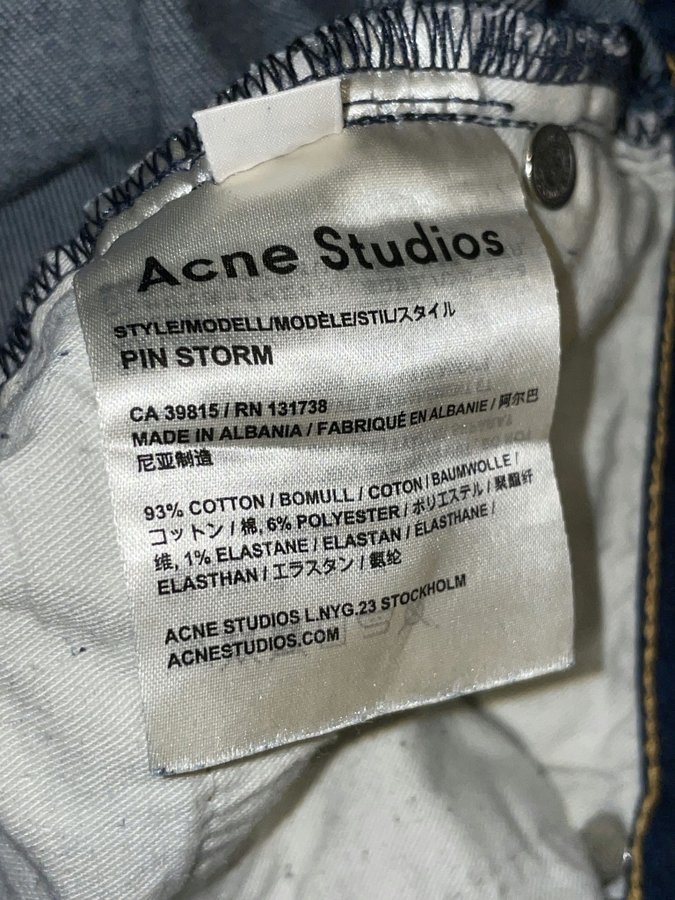 Acne Studios
STYLE/MODELL/MODÈLE/STIL/スタイル
PIN STORM
CA 39815 / RN 131738
MADE IN ALBANIA / FABRIQUÉ EN ALBANIE / 阿尔巴
尼亚制造
93% COTTON / BOMULL / COTON / BAUMWOLLE /
コットン / 棉, 6% POLYESTER / ポリエステル / 聚酯纤
维, 1% ELASTANE / ELASTAN / ELASTHANE /
ELASTHAN / エラスタン / 氨纶
ACNE STUDIOS L.NYG.23 STOCKHOLM
ACNESTUDIOS.COM